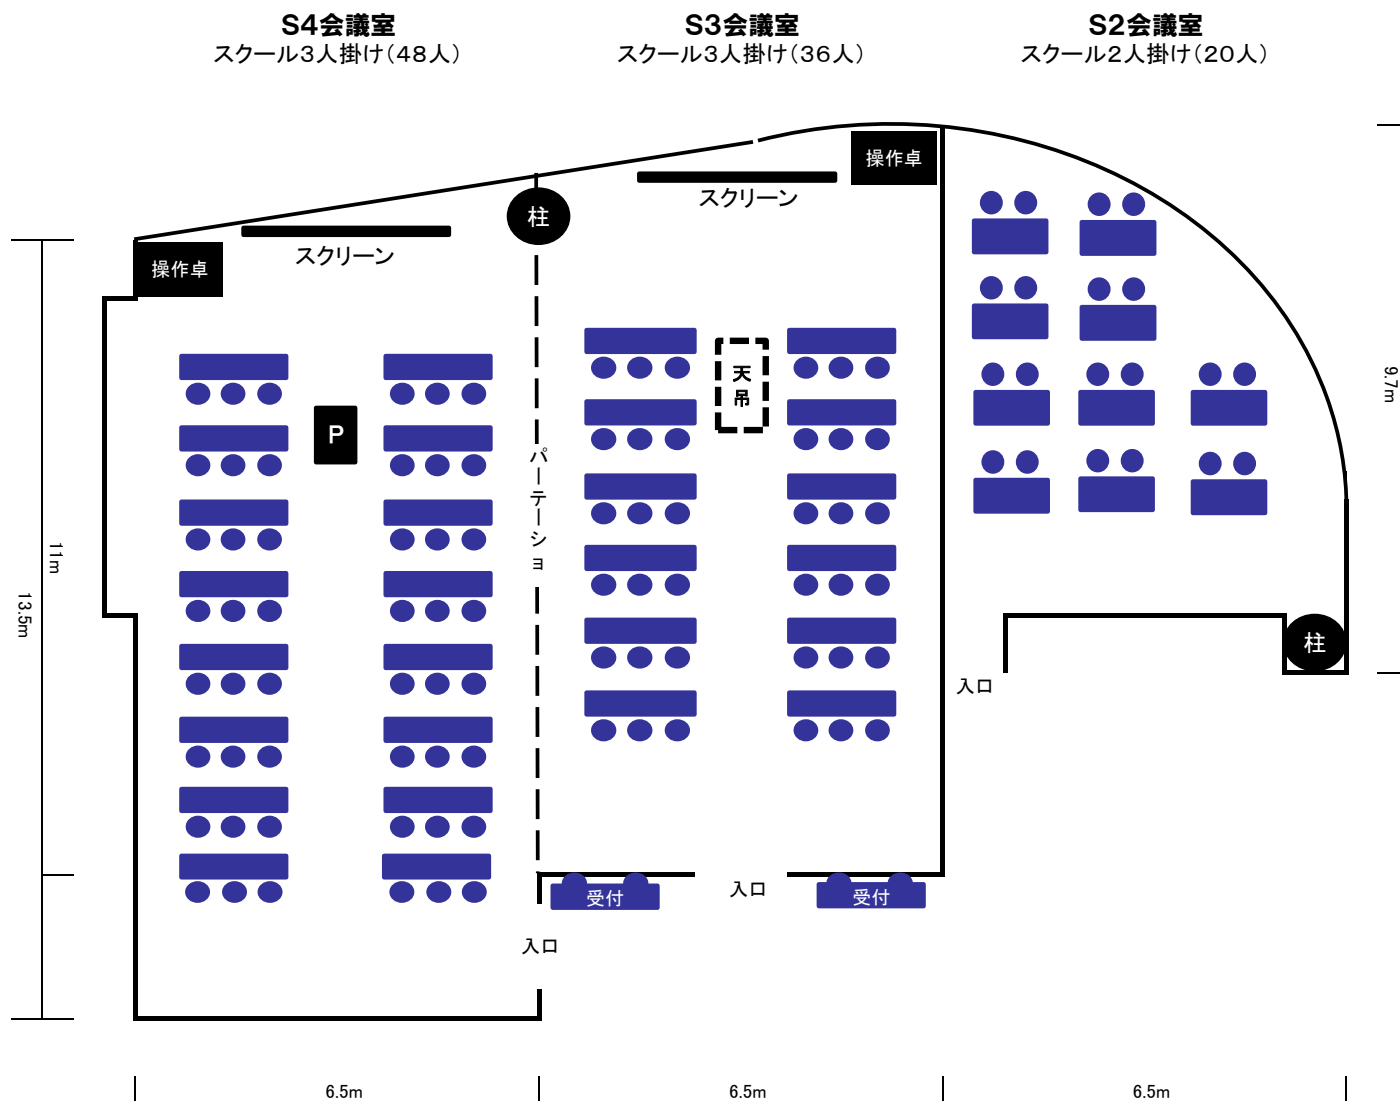 S4会議室
スクール3人掛け(48人)
S3会議室
スクール3人掛け(36人)
S2会議室
スクール2人掛け(20人)
操作卓
スクリーン
柱
スクリーン
操作卓
P
天吊
パーテーショ
11m
13.5m
9.7m
柱
入口
受付
入口
受付
入口
6.5m
6.5m
6.5m